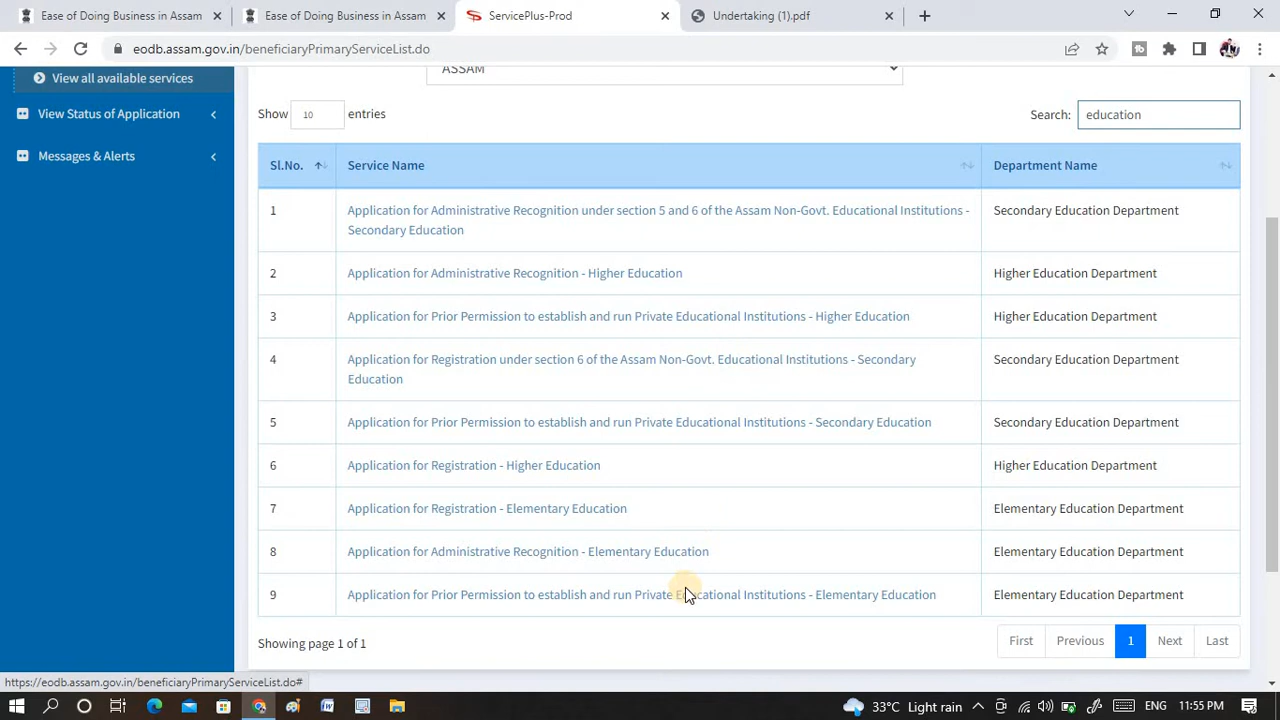 Ease of Doing Business in Assam
Ease of Doing Business in Assam
ServicePlus-Prod
Undertaking (1).pdf
eodb.assam.gov.in/beneficiaryPrimaryServiceList.do
View all available services
View Status of Application
Messages & Alerts
ASSAM
Show 10 entries
Search: education
Sl.No. Service Name Department Name
1 Application for Administrative Recognition under section 5 and 6 of the Assam Non-Govt. Educational Institutions - Secondary Education Department
Secondary Education
2 Application for Administrative Recognition - Higher Education Higher Education Department
3 Application for Prior Permission to establish and run Private Educational Institutions - Higher Education Higher Education Department
4 Application for Registration under section 6 of the Assam Non-Govt. Educational Institutions - Secondary Secondary Education Department
Education
5 Application for Prior Permission to establish and run Private Educational Institutions - Secondary Education Secondary Education Department
6 Application for Registration - Higher Education Higher Education Department
7 Application for Registration - Elementary Education Elementary Education Department
8 Application for Administrative Recognition - Elementary Education Elementary Education Department
9 Application for Prior Permission to establish and run Private Educational Institutions - Elementary Education Elementary Education Department
Showing page 1 of 1
First Previous 1 Next Last
https://eodb.assam.gov.in/beneficiaryPrimaryServiceList.do#
33°C Light rain ENG 11:55 PM